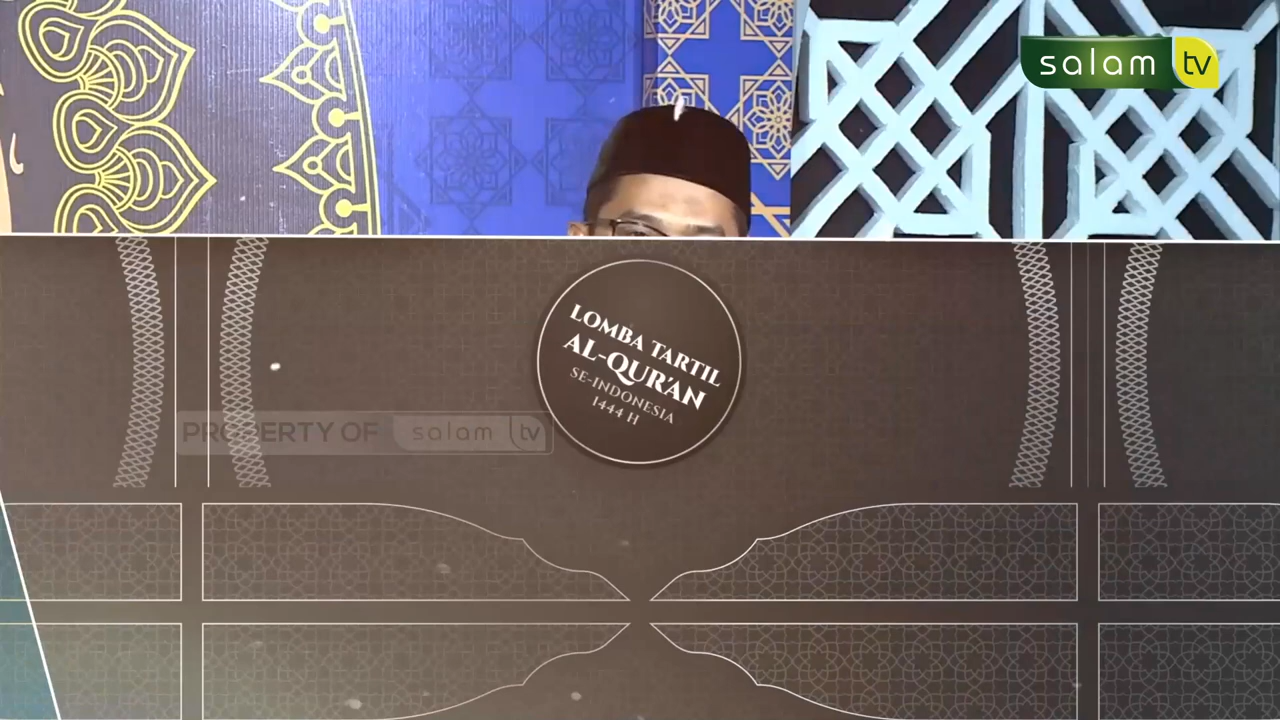 salam tv
LOMBA TARTIL
AL-QUR'AN
SE-INDONESIA
1444 H
PROPERTY OF salam tv